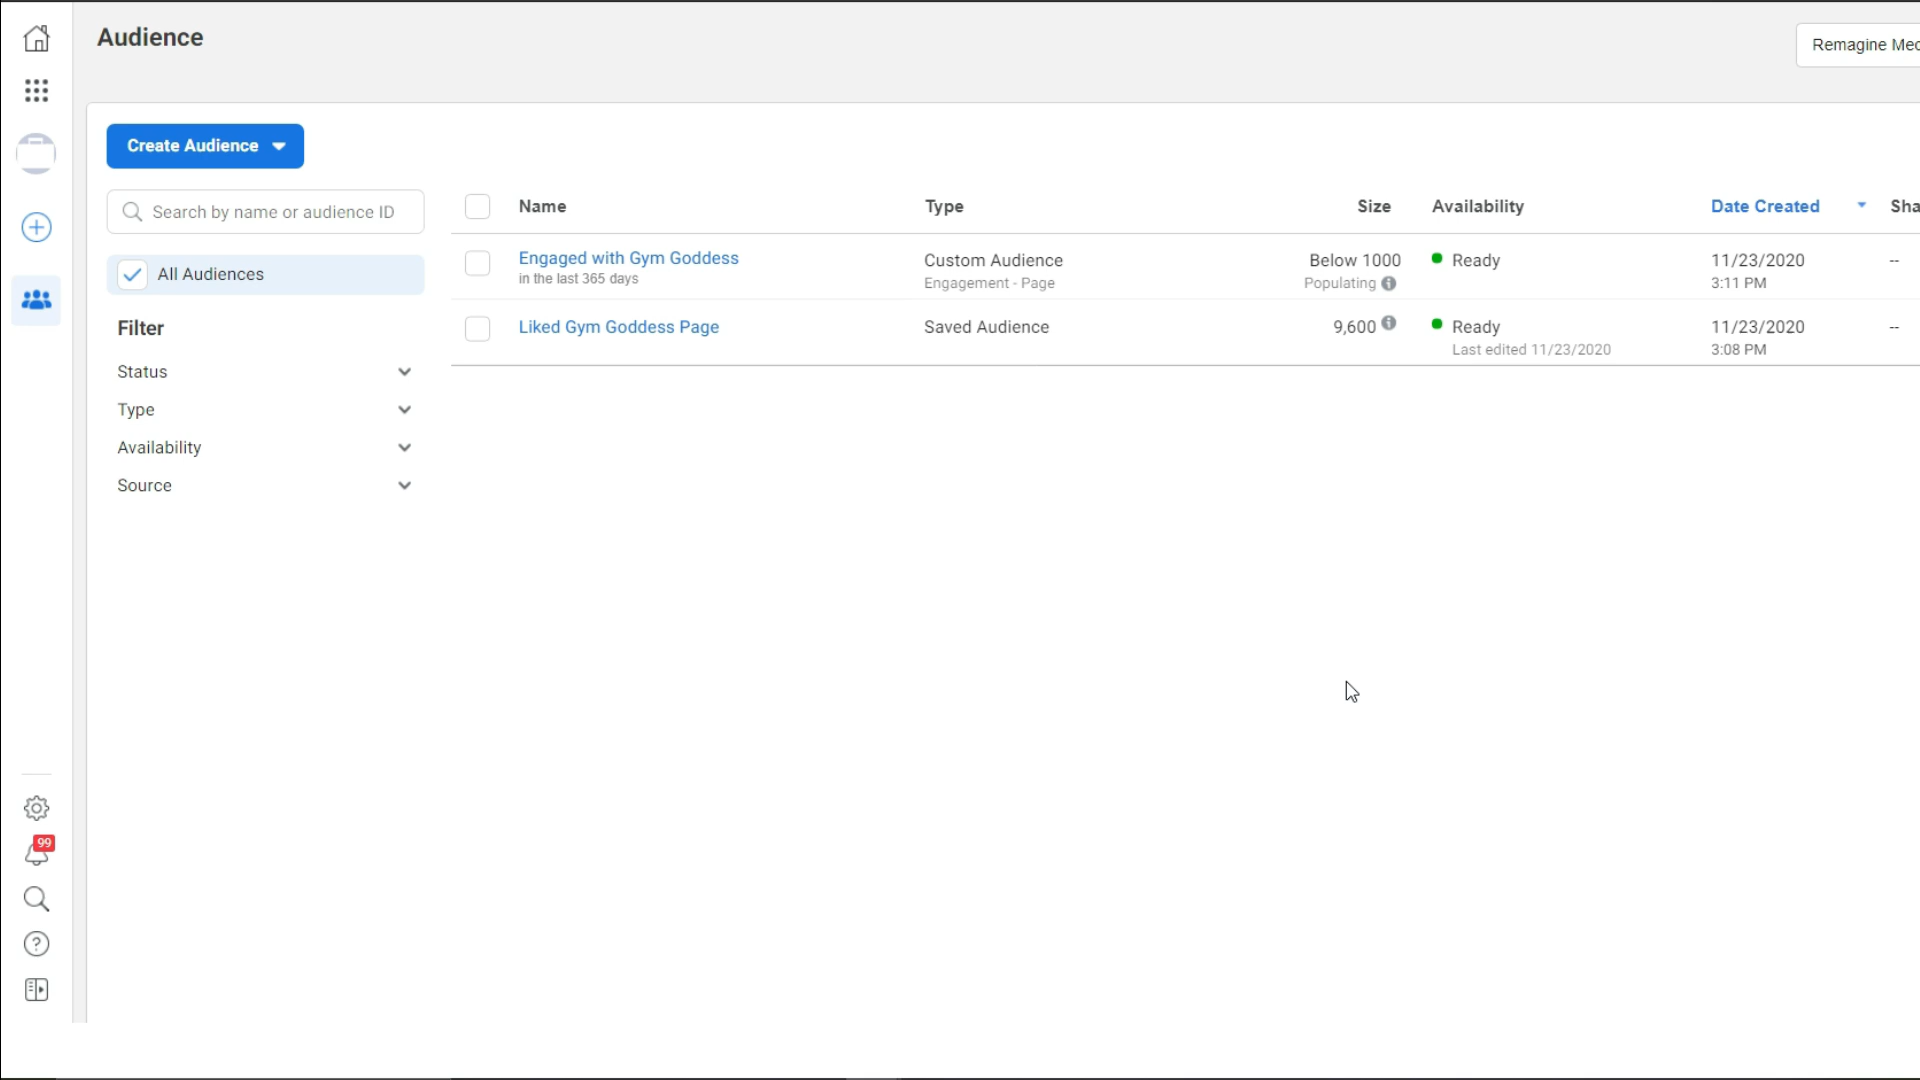 Audience
Remagine Mec
Create Audience
Search by name or audience ID
All Audiences
Filter
Status
Type
Availability
Source
Name Type Size Availability Date Created Sha
Engaged with Gym Goddess Custom Audience Below 1000 Ready 11/23/2020 --
in the last 365 days Engagement - Page Populating 3:11 PM
Liked Gym Goddess Page Saved Audience 9,600 Ready 11/23/2020 --
Last edited 11/23/2020 3:08 PM
99